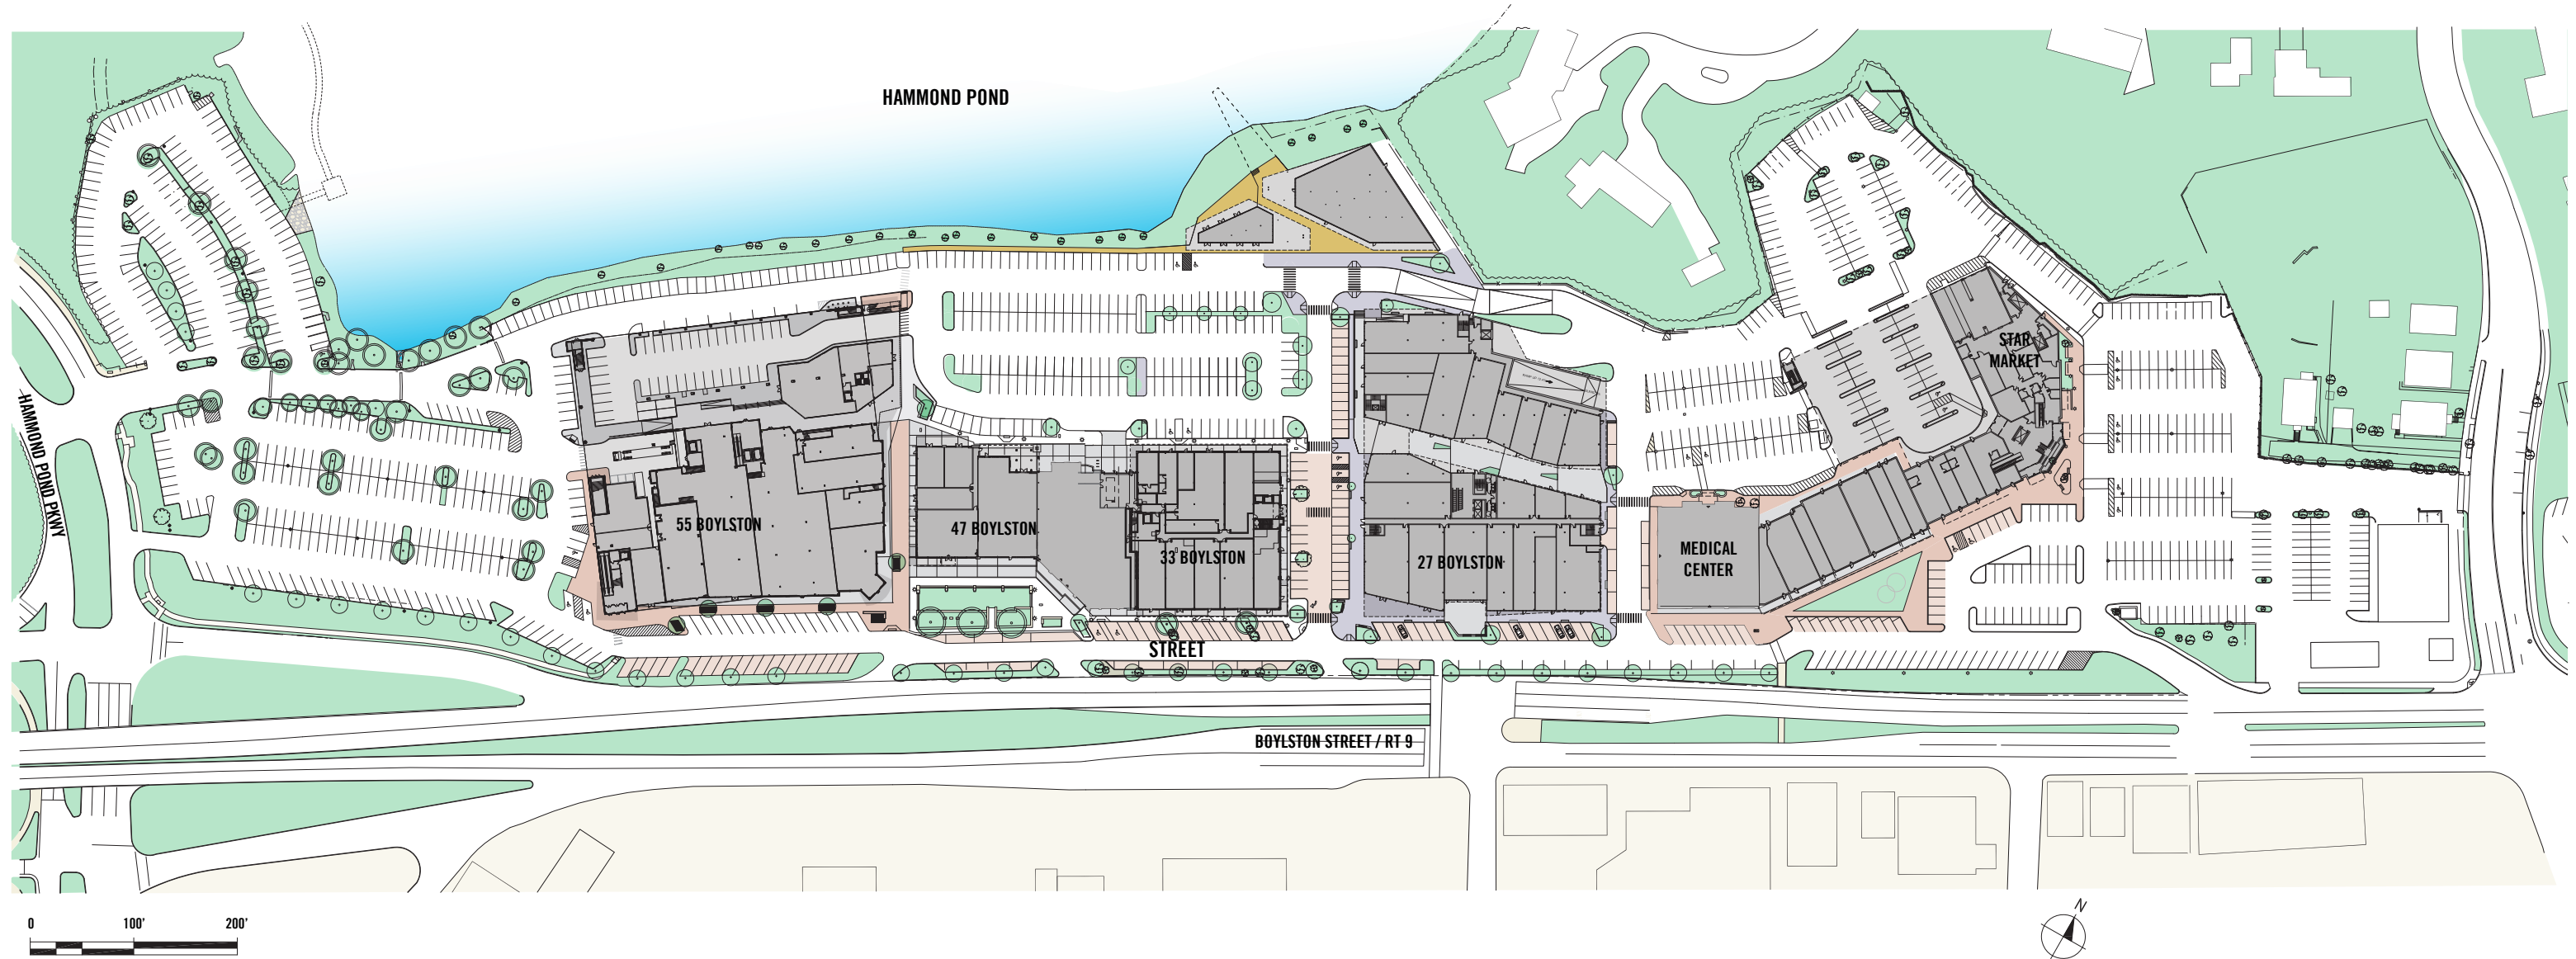 HAMMOND POND
STAR
MARKET
HAMMOND POND PKWY
55 BOYLSTON
47 BOYLSTON
33 BOYLSTON
27 BOYLSTON
MEDICAL
CENTER
STREET
BOYLSTON STREET / RT 9
0 100' 200'
N